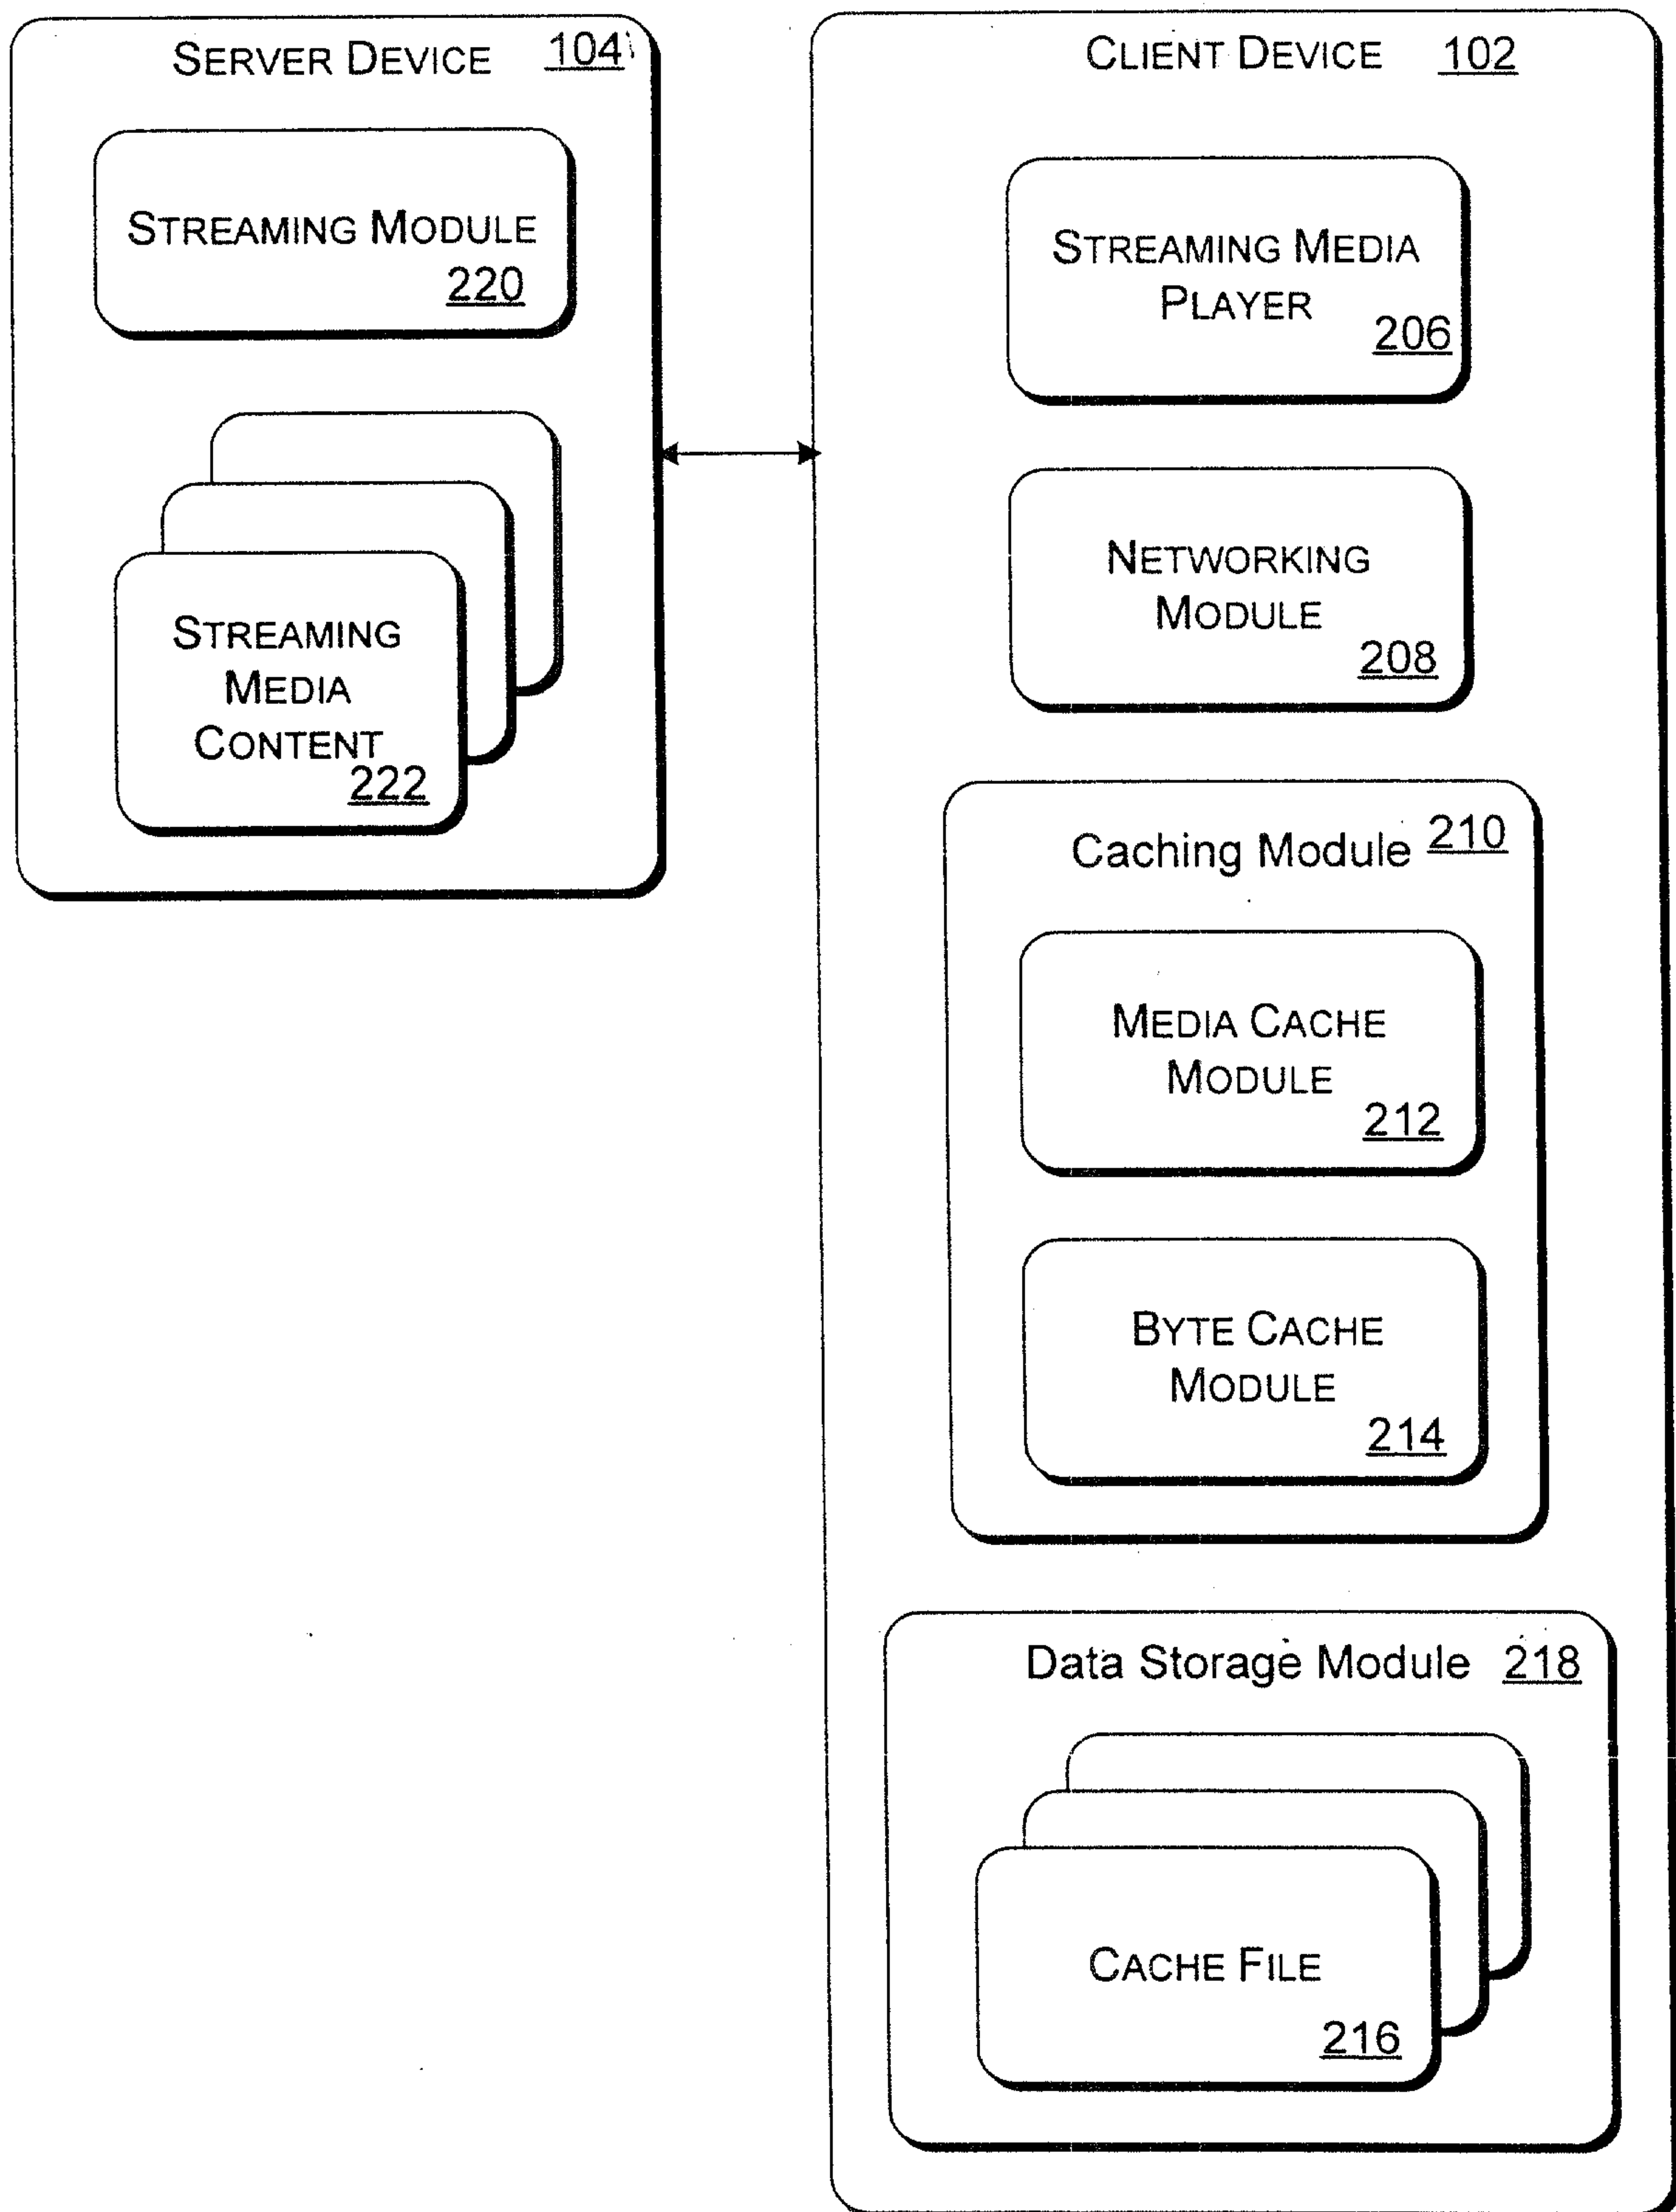 SERVER DEVICE 104
STREAMING MODULE
220
STREAMING
MEDIA
CONTENT
222
CLIENT DEVICE 102
STREAMING MEDIA
PLAYER
206
NETWORKING
MODULE
208
Caching Module 210
MEDIA CACHE
MODULE
212
BYTE CACHE
MODULE
214
Data Storage Module 218
CACHE FILE
216